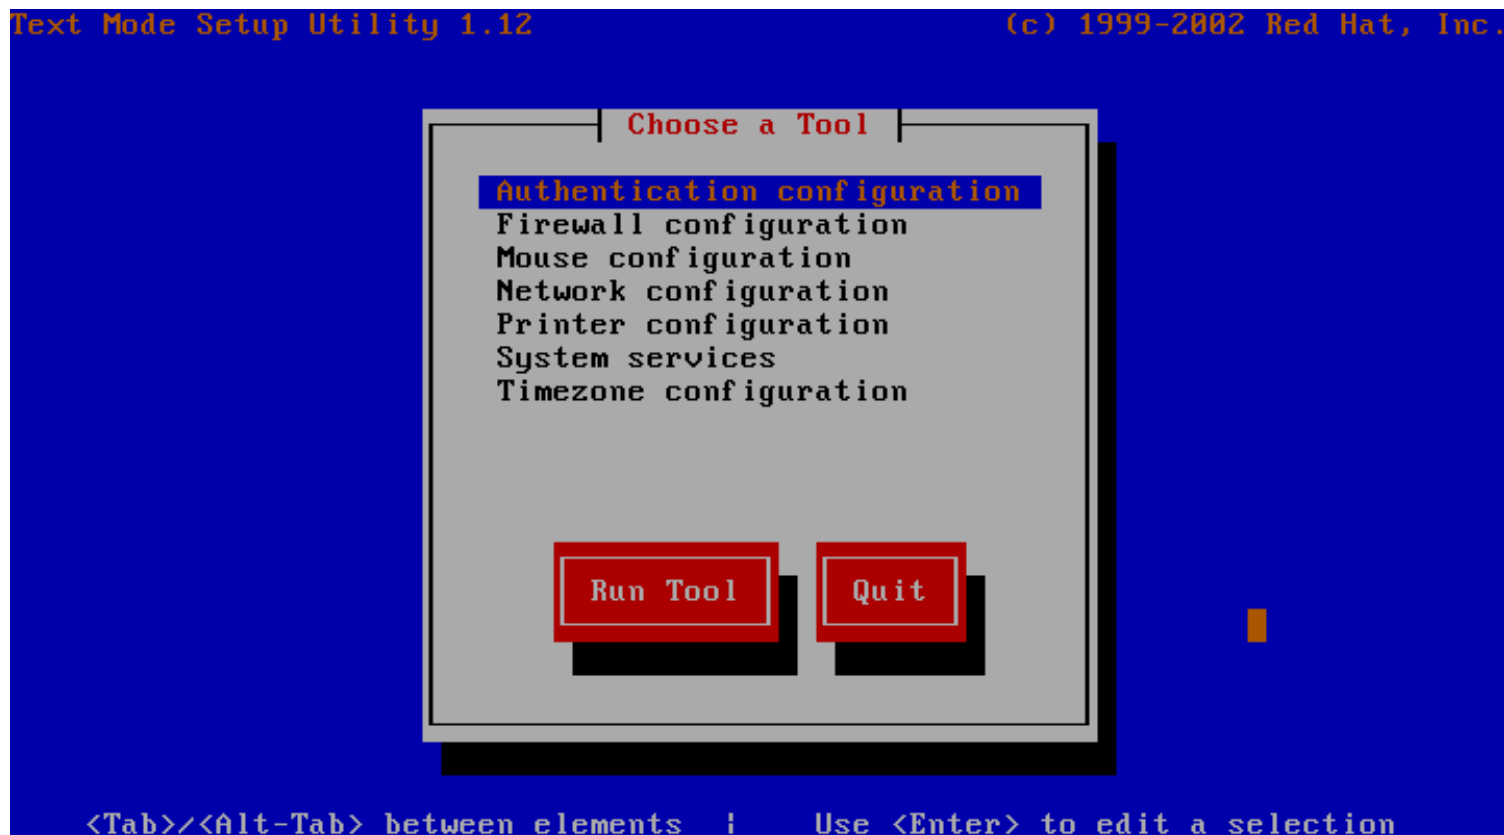 Text Mode Setup Utility 1.12 (c) 1999-2002 Red Hat, Inc.
Choose a Tool
Authentication configuration
Firewall configuration
Mouse configuration
Network configuration
Printer configuration
System services
Timezone configuration
Run Tool Quit
<Tab>/<Alt-Tab> between elements | Use <Enter> to edit a selection